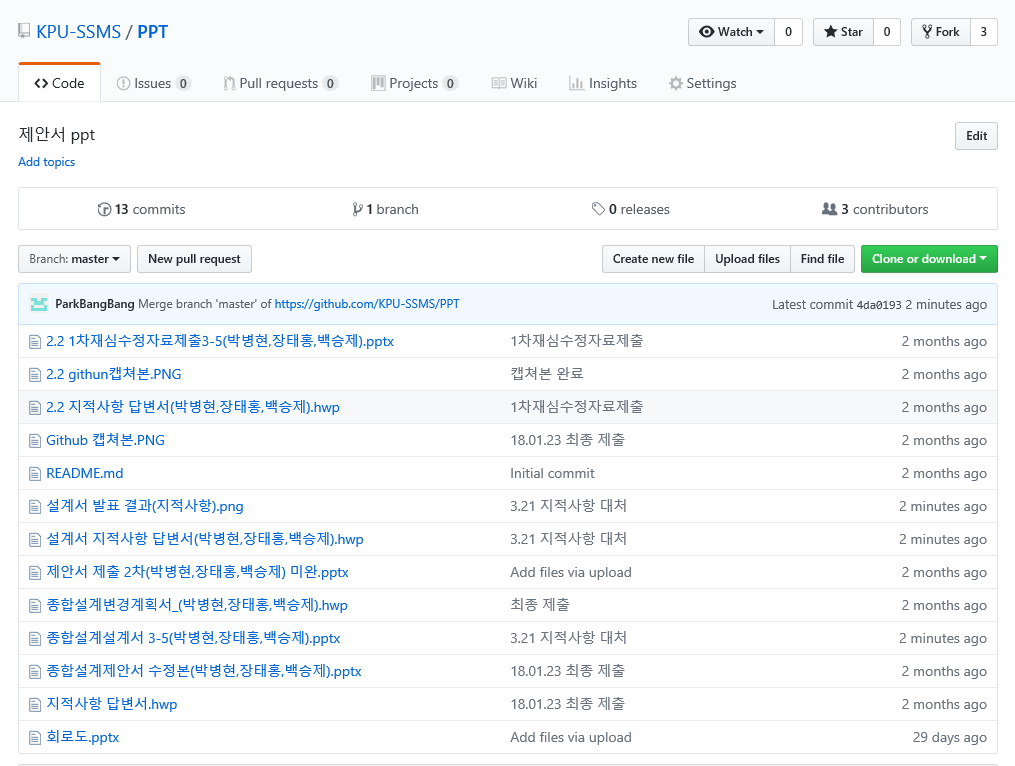 KPU-SSMS / PPT
Watch 0 Star 0 Fork 3
Code Issues 0 Pull requests 0 Projects 0 Wiki Insights Settings
제안서 ppt Edit
Add topics
13 commits 1 branch 0 releases 3 contributors
Branch: master New pull request Create new file Upload files Find file Clone or download
ParkBangBang Merge branch 'master' of https://github.com/KPU-SSMS/PPT Latest commit 4da0193 2 minutes ago
2.2 1차재심수정자료제출3-5(박병현,장태홍,백승제).pptx 1차재심수정자료제출 2 months ago
2.2 githun캡쳐본.PNG 캡쳐본 완료 2 months ago
2.2 지적사항 답변서(박병현,장태홍,백승제).hwp 1차재심수정자료제출 2 months ago
Github 캡쳐본.PNG 18.01.23 최종 제출 2 months ago
README.md Initial commit 2 months ago
설계서 발표 결과(지적사항).png 3.21 지적사항 대처 2 minutes ago
설계서 지적사항 답변서(박병현,장태홍,백승제).hwp 3.21 지적사항 대처 2 minutes ago
제안서 제출 2차(박병현,장태홍,백승제) 미완.pptx Add files via upload 2 months ago
종합설계변경계획서_(박병현,장태홍,백승제).hwp 최종 제출 2 months ago
종합설계설계서 3-5(박병현,장태홍,백승제).pptx 3.21 지적사항 대처 2 minutes ago
종합설계제안서 수정본(박병현,장태홍,백승제).pptx 18.01.23 최종 제출 2 months ago
지적사항 답변서.hwp 18.01.23 최종 제출 2 months ago
회로도.pptx Add files via upload 29 days ago